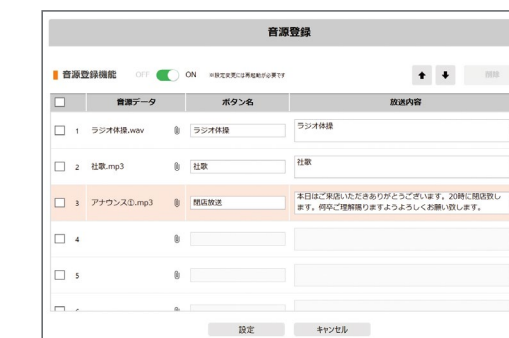 音源登録
音源登録機能 OFF ON ※設定変更には再起動が必要です 削除
音源データ ボタン名 放送内容
1 ラジオ体操.wav ラジオ体操 ラジオ体操
2 社歌.mp3 社歌 社歌
3 アナウンス①.mp3 閉店放送 本日はご来店いただきありがとうございます。20時に閉店致し
ます。何卒ご理解賜りますようよろしくお願い致します。
4
5
設定 キャンセル